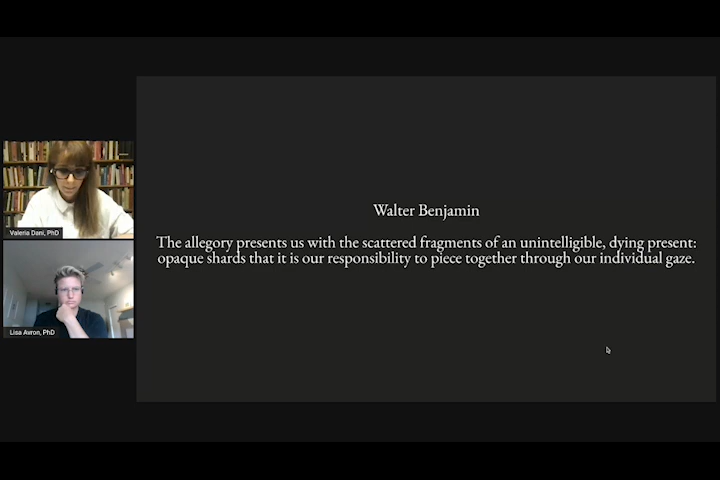 Walter Benjamin
The allegory presents us with the scattered fragments of an unintelligible, dying present:
opaque shards that it is our responsibility to piece together through our individual gaze.
Valeria Dani, PhD
Lisa Avron, PhD